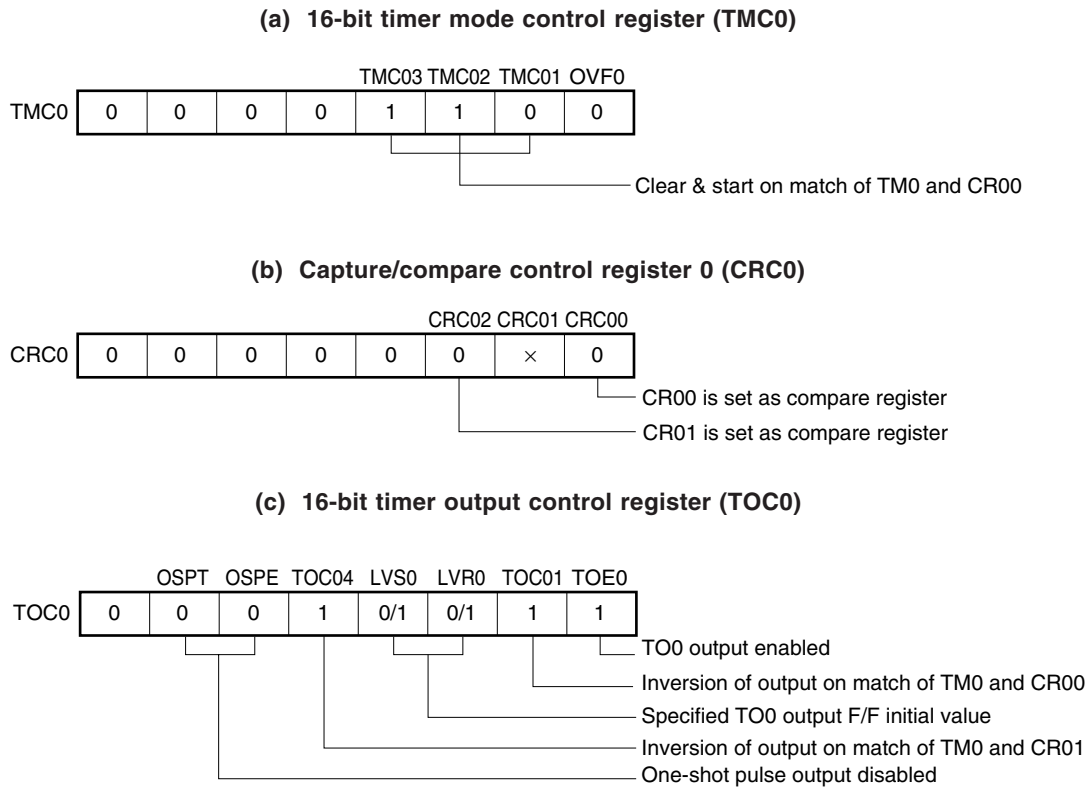 (a) 16-bit timer mode control register (TMC0)
TMC03 TMC02 TMC01 OVF0
TMC0 0 0 0 0 1 1 0 0
Clear & start on match of TM0 and CR00
(b) Capture/compare control register 0 (CRC0)
CRC02 CRC01 CRC00
CRC0 0 0 0 0 0 0 × 0
CR00 is set as compare register
CR01 is set as compare register
(c) 16-bit timer output control register (TOC0)
OSPT OSPE TOC04 LVS0 LVR0 TOC01 TOE0
TOC0 0 0 0 1 0/1 0/1 1 1
TO0 output enabled
Inversion of output on match of TM0 and CR00
Specified TO0 output F/F initial value
Inversion of output on match of TM0 and CR01
One-shot pulse output disabled